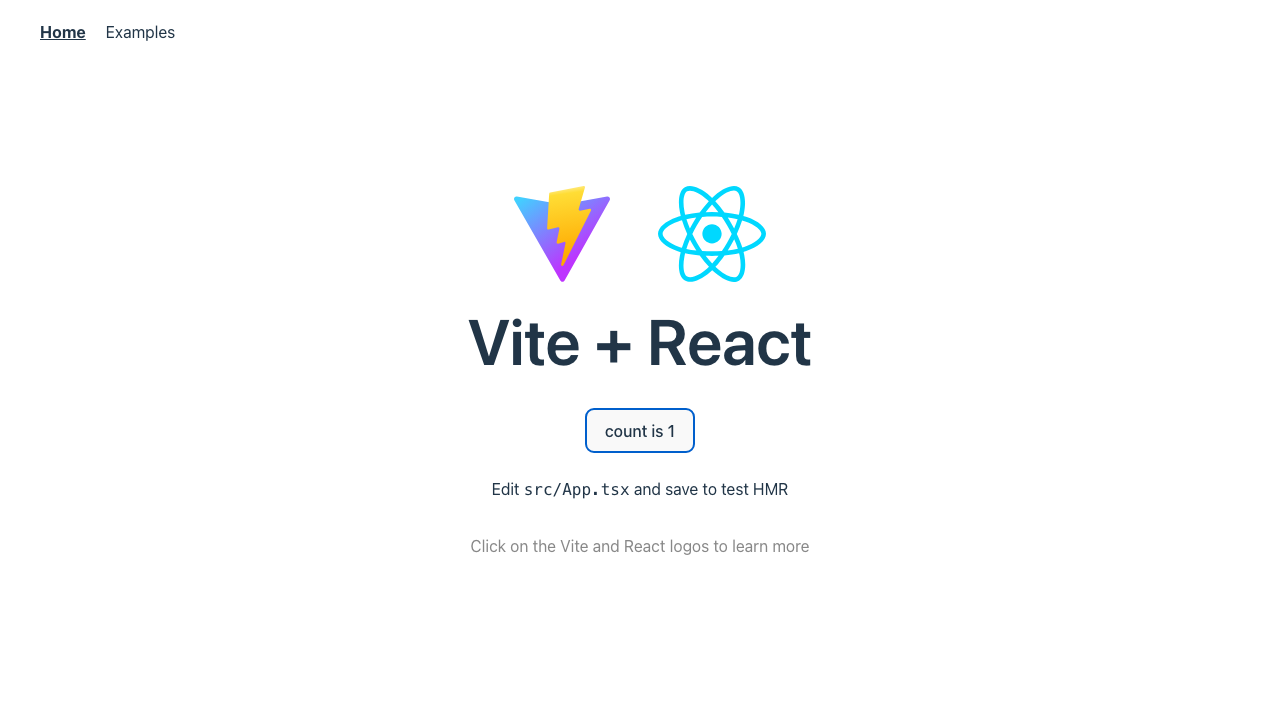 Home Examples
Vite + React
count is 1
Edit src/App.tsx and save to test HMR
Click on the Vite and React logos to learn more